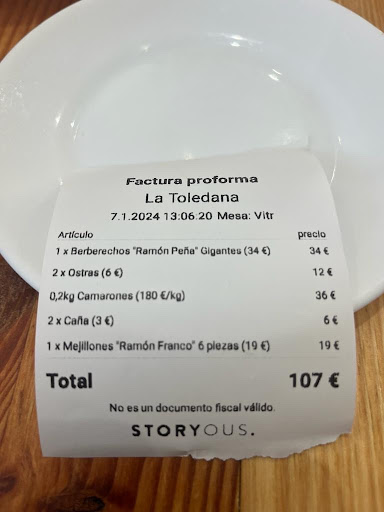 Factura proforma
La Toledana
7.1.2024 13:06:20 Mesa: Vitr
Artículo precio
1 x Berberechos "Ramón Peña" Gigantes (34 €) 34 €
2 x Ostras (6 €) 12 €
0,2kg Camarones (180 €/kg) 36 €
2 x Caña (3 €) 6 €
1 x Mejillones "Ramón Franco" 6 piezas (19 €) 19 €
Total 107 €
No es un documento fiscal válido.
STORYOUS.